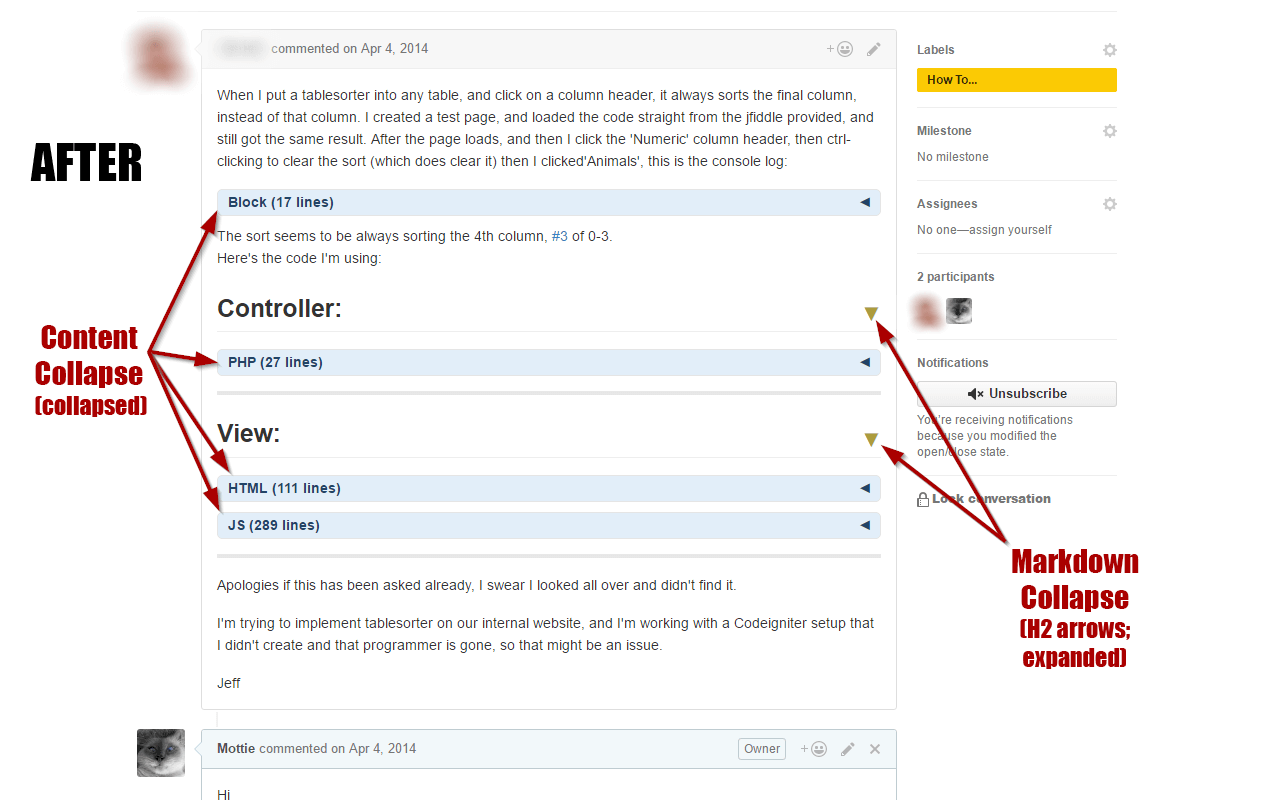 commented on Apr 4, 2014
When I put a tablesorter into any table, and click on a column header, it always sorts the final column,
instead of that column. I created a test page, and loaded the code straight from the jfiddle provided, and
still got the same result. After the page loads, and then I click the 'Numeric' column header, then ctrl-
clicking to clear the sort (which does clear it) then I clicked'Animals', this is the console log:
AFTER
Block (17 lines)
The sort seems to be always sorting the 4th column, #3 of 0-3.
Here's the code I'm using:
Controller:
Content
Collapse
(collapsed)
PHP (27 lines)
View:
HTML (111 lines)
JS (289 lines)
Apologies if this has been asked already, I swear I looked all over and didn't find it.
I'm trying to implement tablesorter on our internal website, and I'm working with a Codeigniter setup that
I didn't create and that programmer is gone, so that might be an issue.
Jeff
Mottie commented on Apr 4, 2014
Owner
Hi
Labels
How To...
Milestone
No milestone
Assignees
No one—assign yourself
2 participants
Notifications
Unsubscribe
You're receiving notifications
because you modified the
open/close state.
Lock conversation
Markdown
Collapse
(H2 arrows;
expanded)